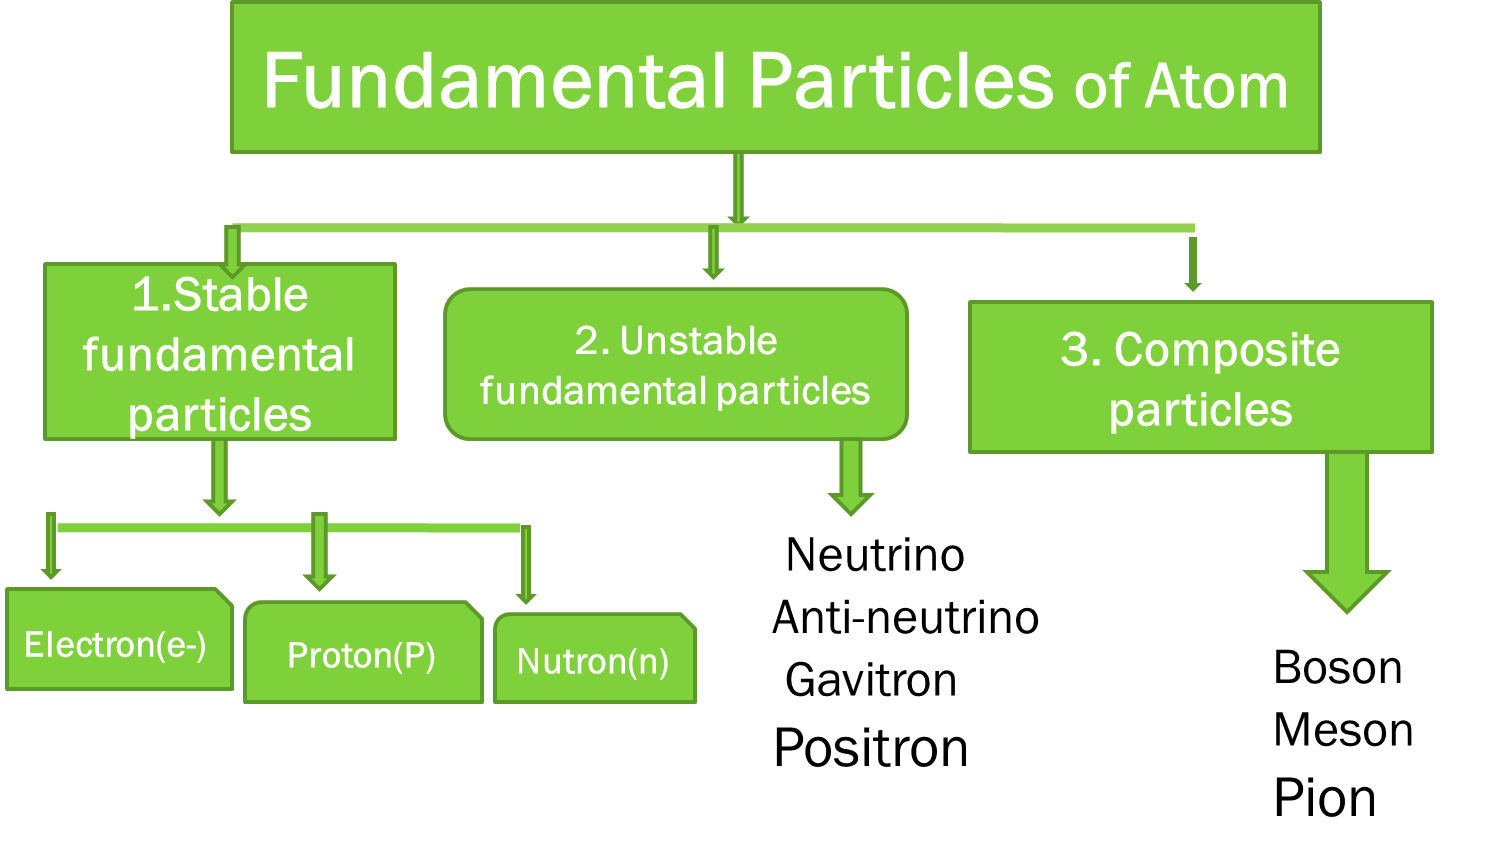 Fundamental Particles of Atom
1.Stable
fundamental
particles
2. Unstable
fundamental particles
3. Composite
particles
Electron(e-)
Proton(P)
Nutron(n)
Neutrino
Anti-neutrino
Gavitron
Positron
Boson
Meson
Pion